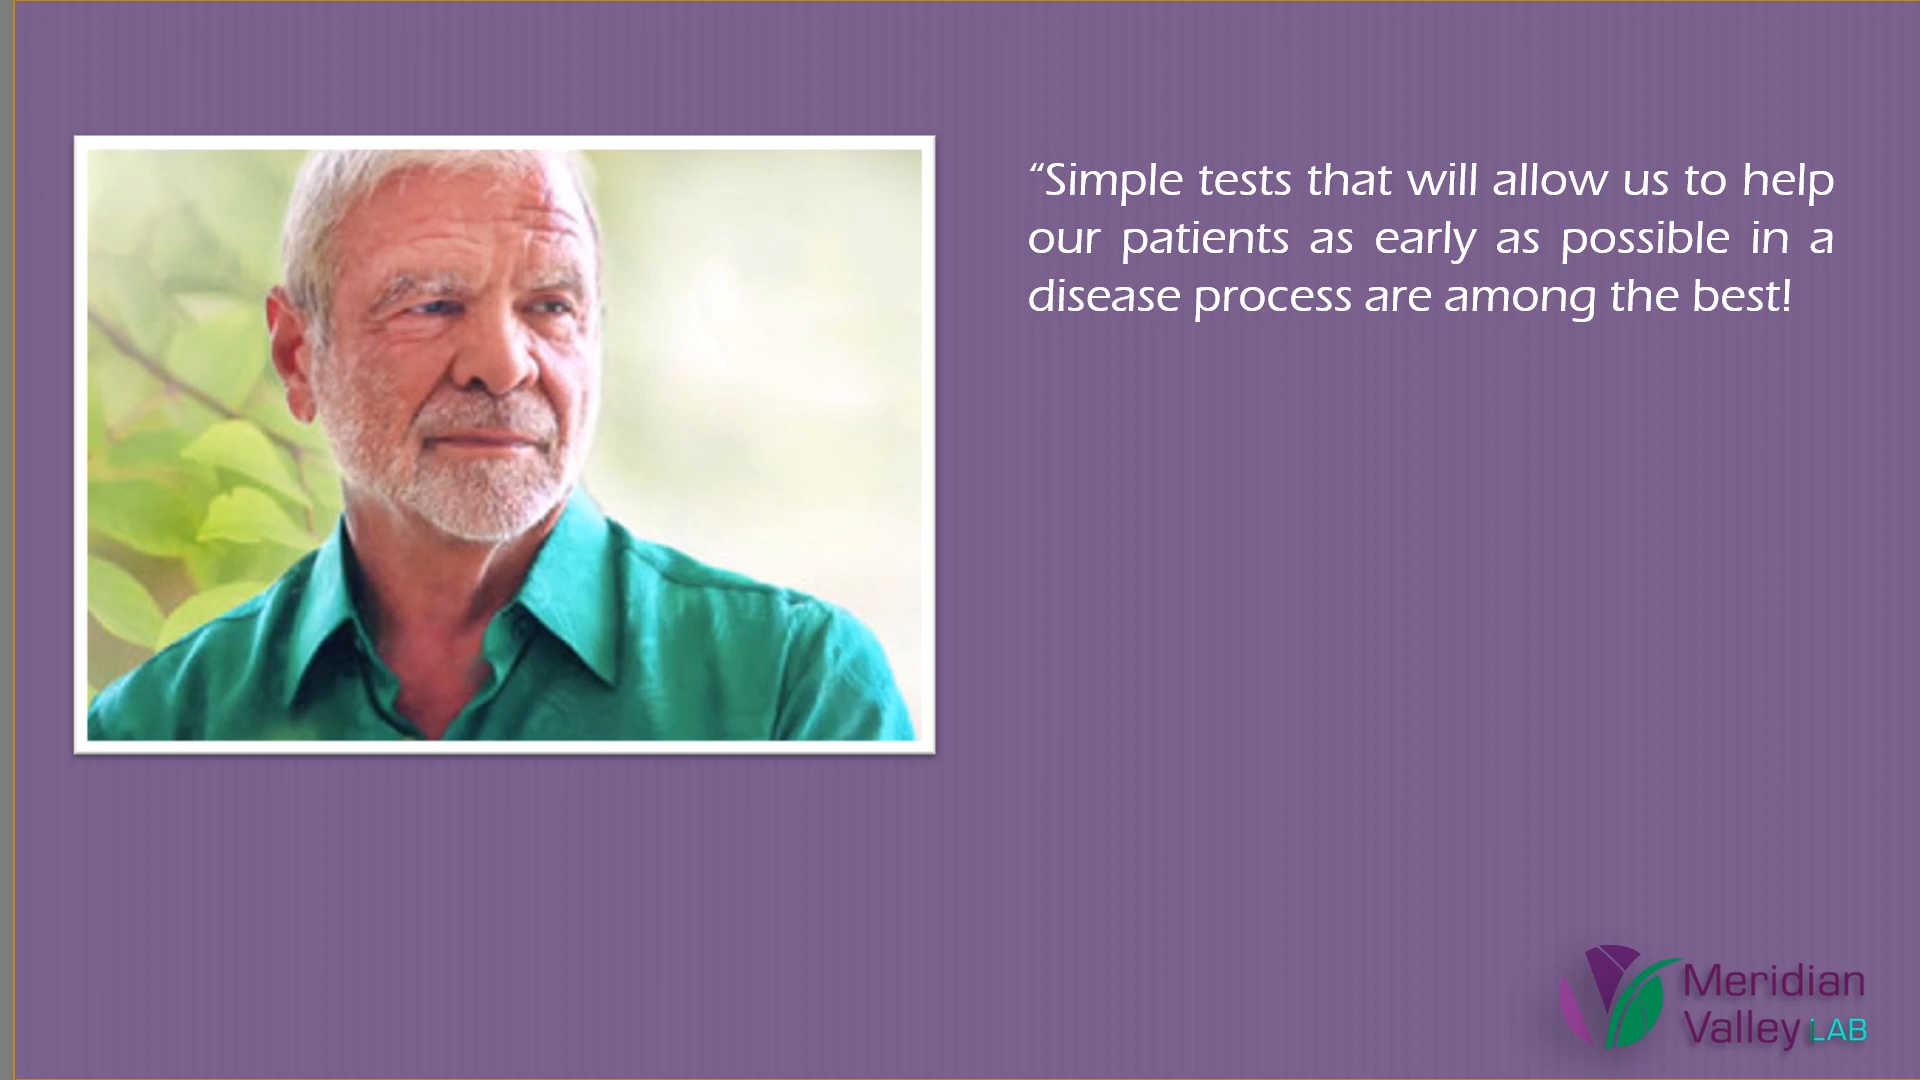 “Simple tests that will allow us to help
our patients as early as possible in a
disease process are among the best!
Meridian
Valley LAB